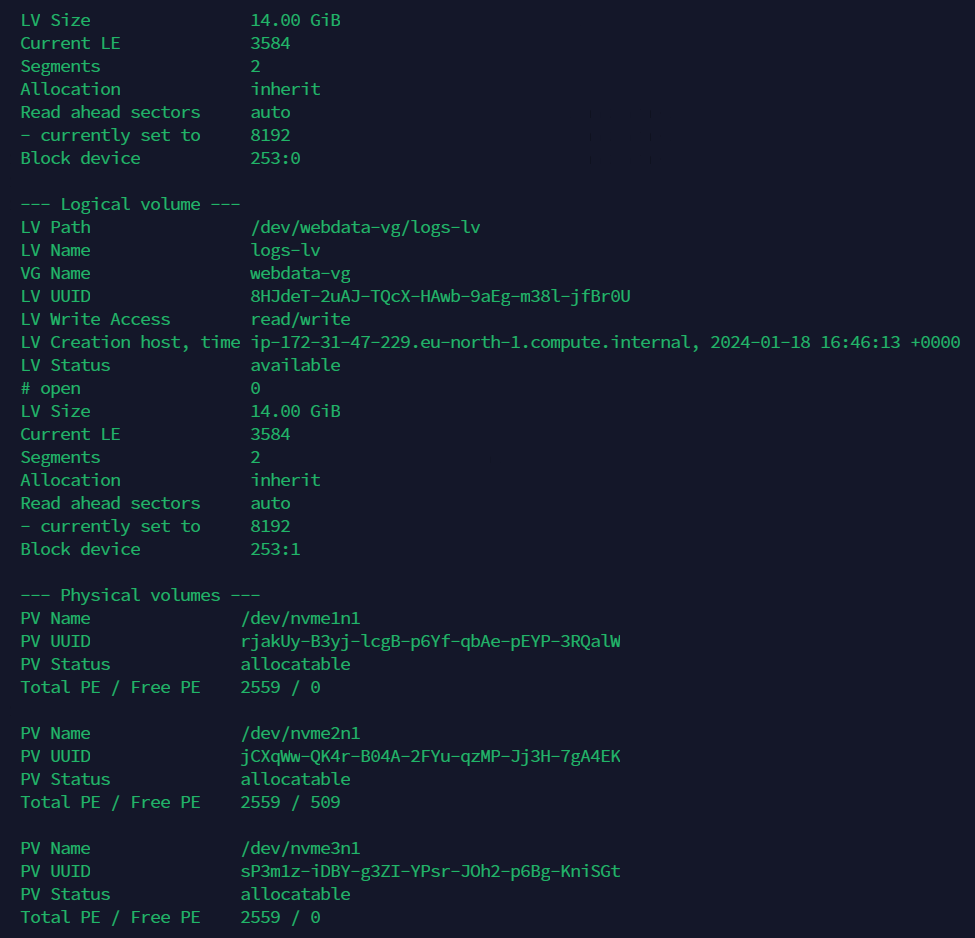 LV Size                14.00 GiB
Current LE             3584
Segments               2
Allocation             inherit
Read ahead sectors     auto
- currently set to     8192
Block device           253:0

--- Logical volume ---
LV Path                /dev/webdata-vg/logs-lv
LV Name                logs-lv
VG Name                webdata-vg
LV UUID                8HJdeT-2uAJ-TQcX-HAwb-9aEg-m38l-jfBr0U
LV Write Access        read/write
LV Creation host, time ip-172-31-47-229.eu-north-1.compute.internal, 2024-01-18 16:46:13 +0000
LV Status              available
# open                 0
LV Size                14.00 GiB
Current LE             3584
Segments               2
Allocation             inherit
Read ahead sectors     auto
- currently set to     8192
Block device           253:1

--- Physical volumes ---
PV Name               /dev/nvme1n1
PV UUID               rjakUy-B3yj-lcgB-p6Yf-qbAe-pEYP-3RQalW
PV Status             allocatable
Total PE / Free PE    2559 / 0

PV Name               /dev/nvme2n1
PV UUID               jCXqWw-QK4r-B04A-2FYu-qzMP-Jj3H-7gA4EK
PV Status             allocatable
Total PE / Free PE    2559 / 509

PV Name               /dev/nvme3n1
PV UUID               sP3m1z-iDBY-g3ZI-YPsr-JOh2-p6Bg-KniSGt
PV Status             allocatable
Total PE / Free PE    2559 / 0